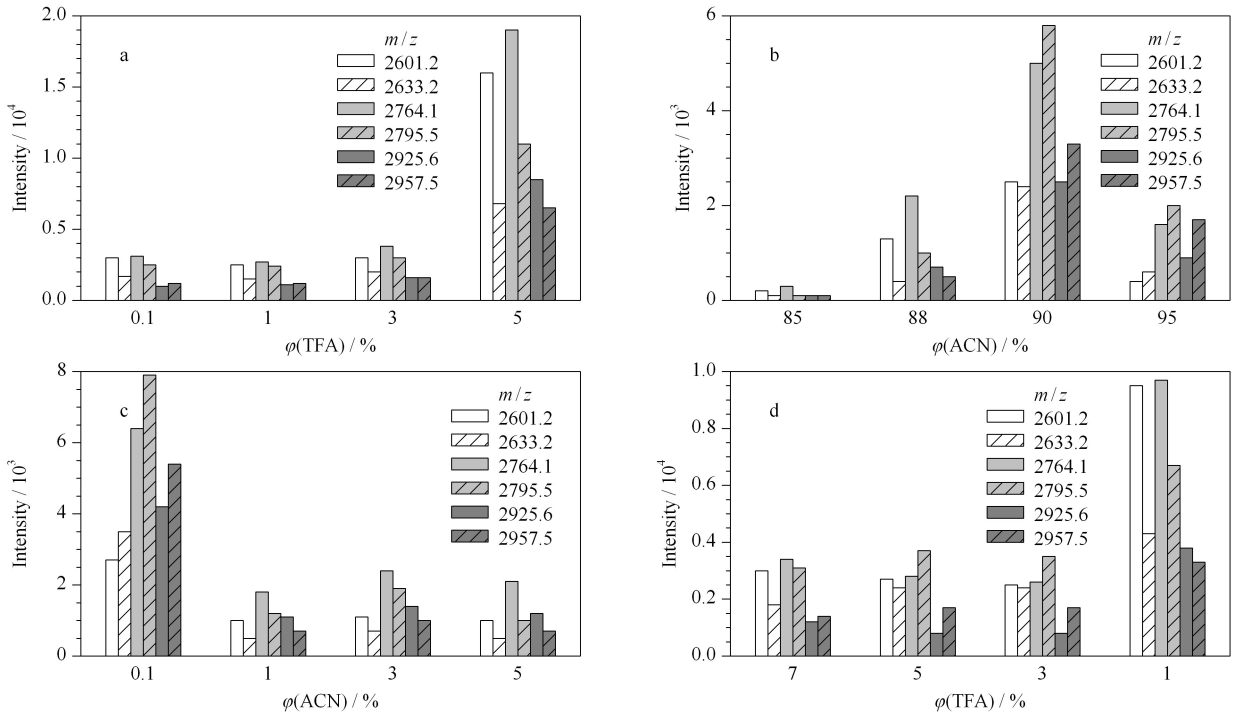 a
m/z
2601.2
2633.2
2764.1
2795.5
2925.6
2957.5
2.0
1.5
1.0
0.5
0.0
Intensity / 10⁴
0.1 1 3 5
φ(TFA) / %
b
m/z
2601.2
2633.2
2764.1
2795.5
2925.6
2957.5
6
4
2
0
Intensity / 10³
85 88 90 95
φ(ACN) / %
c
m/z
2601.2
2633.2
2764.1
2795.5
2925.6
2957.5
8
6
4
2
0
Intensity / 10³
0.1 1 3 5
φ(ACN) / %
d
m/z
2601.2
2633.2
2764.1
2795.5
2925.6
2957.5
1.0
0.8
0.6
0.4
0.2
0.0
Intensity / 10⁴
7 5 3 1
φ(TFA) / %